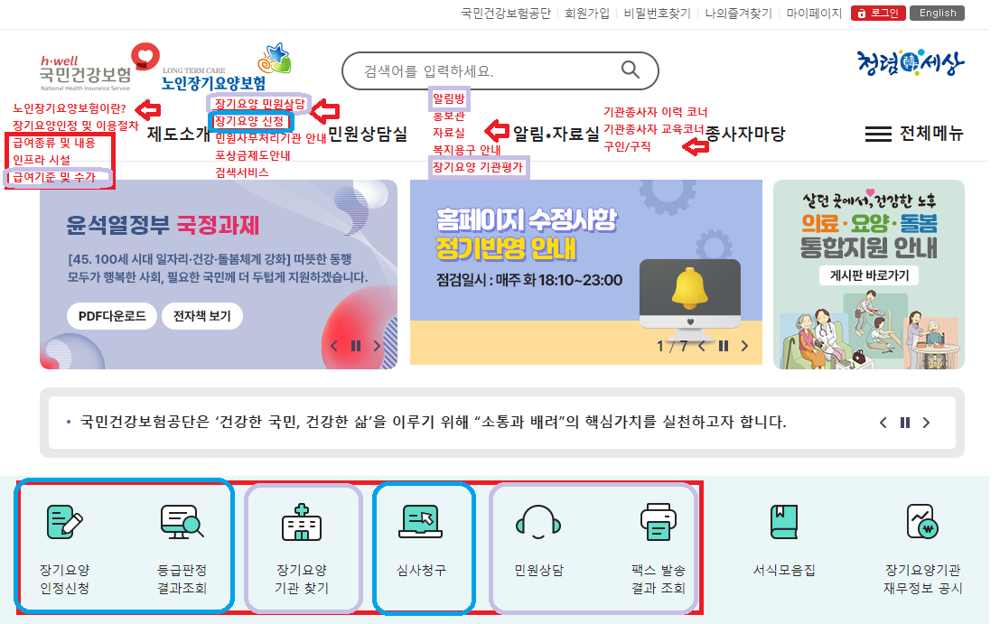 국민건강보험공단 회원가입 비밀번호찾기 나의즐겨찾기 마이페이지 로그인 English
h·well
국민건강보험
National Health Insurance Service
LONG TERM CARE
노인장기요양보험
검색어를 입력하세요.
청렴韓세상
노인장기요양보험이란?
장기요양인정 및 이용절차
급여종류 및 내용
인프라 시설
급여기준 및 수가
제도소개
장기요양 민원상담
장기요양 신청
민원사무처리기관 안내
포상금제도안내
검색서비스
민원상담실
알림방
홍보관
자료실
복지용구 안내
장기요양 기관평가
알림•자료실
기관종사자 이력 코너
기관종사자 교육코너
구인/구직
종사자마당
전체메뉴
윤석열정부 국정과제
[45. 100세 시대 일자리·건강·돌봄체계 강화] 따뜻한 동행
모두가 행복한 사회, 필요한 국민께 더 두텁게 지원하겠습니다.
PDF다운로드 전자책 보기
홈페이지 수정사항
정기반영 안내
점검일시 : 매주 화 18:10~23:00
1 / 7
살던 곳에서, 건강한 노후
의료·요양·돌봄
통합지원 안내
게시판 바로가기
• 국민건강보험공단은 ‘건강한 국민, 건강한 삶’을 이루기 위해 “소통과 배려”의 핵심가치를 실천하고자 합니다.
장기요양
인정신청
등급판정
결과조회
장기요양
기관 찾기
심사청구
민원상담
팩스 발송
결과 조회
서식모음집
장기요양기관
재무정보 공시